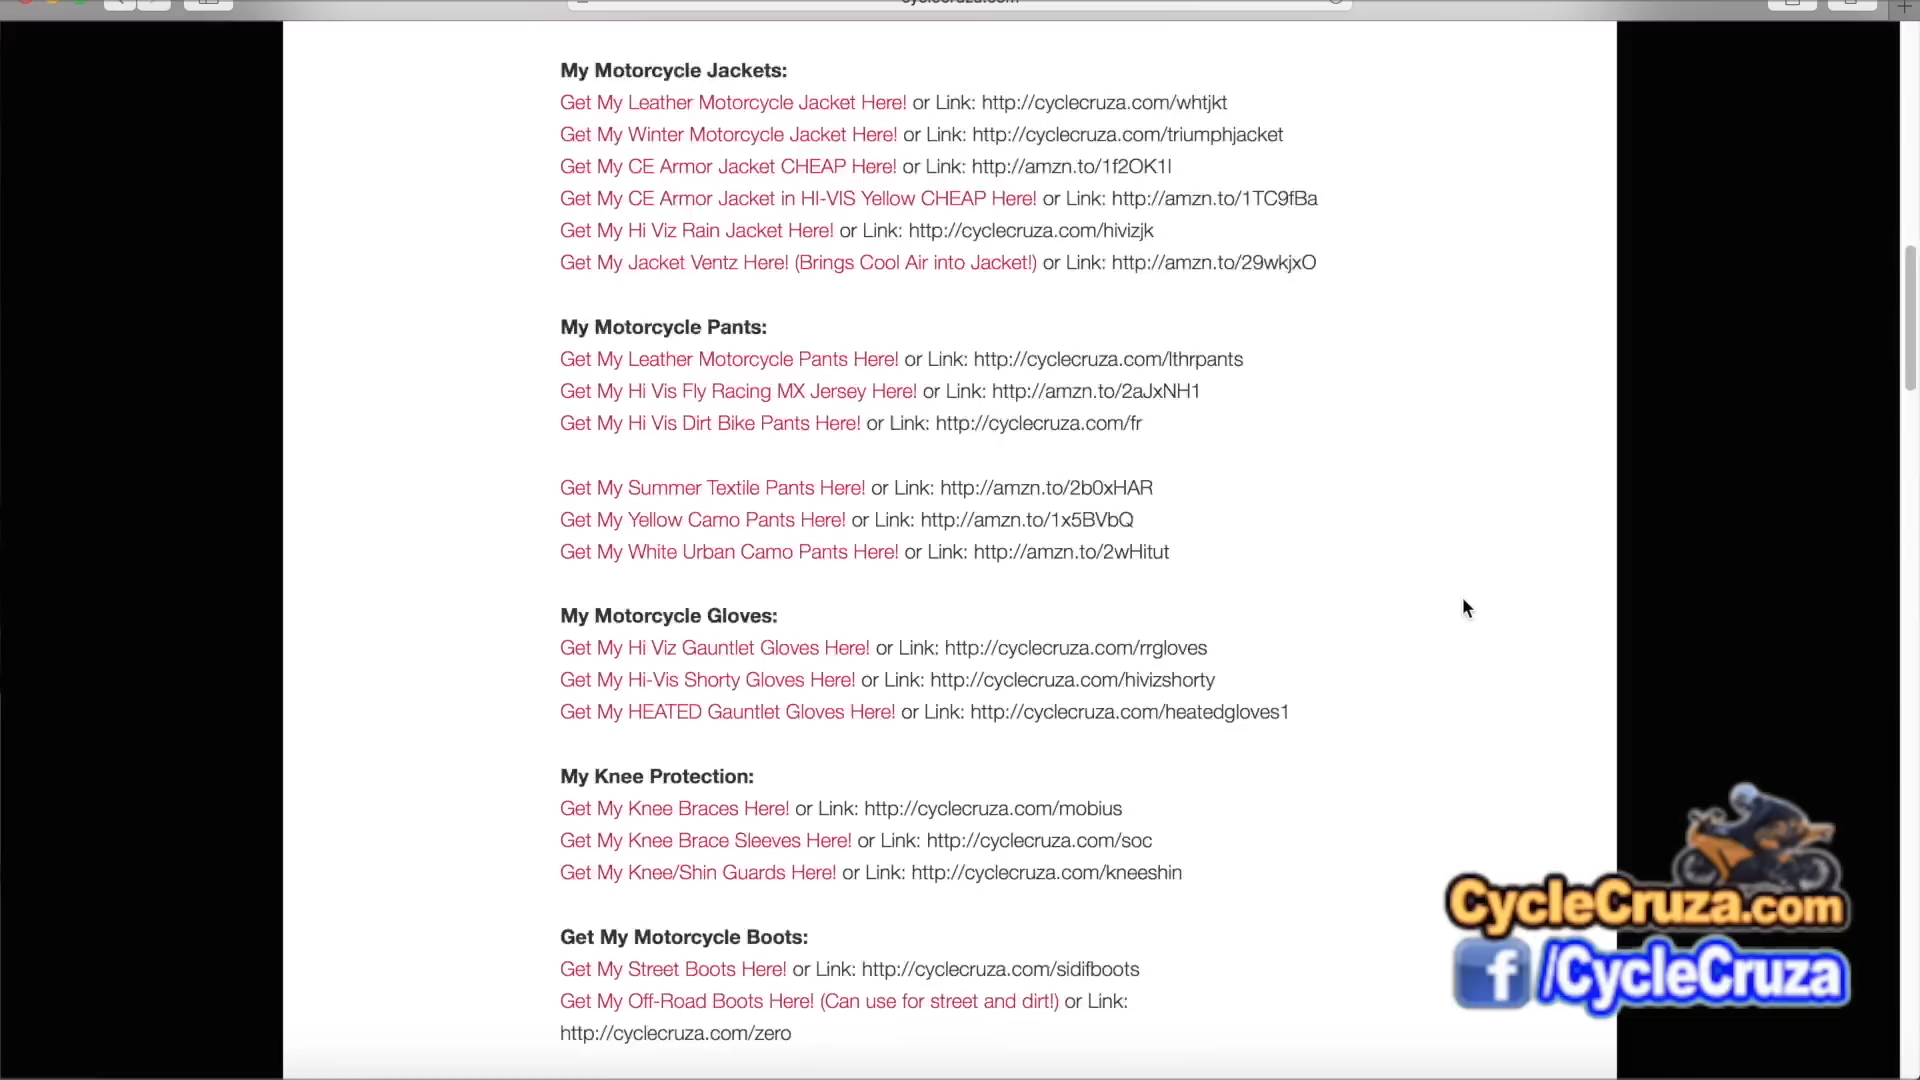 My Motorcycle Jackets:
Get My Leather Motorcycle Jacket Here! or Link: http://cyclecruza.com/whtjkt
Get My Winter Motorcycle Jacket Here! or Link: http://cyclecruza.com/triumphjacket
Get My CE Armor Jacket CHEAP Here! or Link: http://amzn.to/1f2OK1l
Get My CE Armor Jacket in HI-VIS Yellow CHEAP Here! or Link: http://amzn.to/1TC9fBa
Get My Hi Viz Rain Jacket Here! or Link: http://cyclecruza.com/hivizjk
Get My Jacket Ventz Here! (Brings Cool Air into Jacket!) or Link: http://amzn.to/29wkjxO
My Motorcycle Pants:
Get My Leather Motorcycle Pants Here! or Link: http://cyclecruza.com/lthrpants
Get My Hi Vis Fly Racing MX Jersey Here! or Link: http://amzn.to/2aJxNH1
Get My Hi Vis Dirt Bike Pants Here! or Link: http://cyclecruza.com/fr
Get My Summer Textile Pants Here! or Link: http://amzn.to/2b0xHAR
Get My Yellow Camo Pants Here! or Link: http://amzn.to/1x5BVbQ
Get My White Urban Camo Pants Here! or Link: http://amzn.to/2wHitut
My Motorcycle Gloves:
Get My Hi Viz Gauntlet Gloves Here! or Link: http://cyclecruza.com/rrgloves
Get My Hi-Vis Shorty Gloves Here! or Link: http://cyclecruza.com/hivizshorty
Get My HEATED Gauntlet Gloves Here! or Link: http://cyclecruza.com/heatedgloves1
My Knee Protection:
Get My Knee Braces Here! or Link: http://cyclecruza.com/mobius
Get My Knee Brace Sleeves Here! or Link: http://cyclecruza.com/soc
Get My Knee/Shin Guards Here! or Link: http://cyclecruza.com/kneeshin
Get My Motorcycle Boots:
Get My Street Boots Here! or Link: http://cyclecruza.com/sidifboots
Get My Off-Road Boots Here! (Can use for street and dirt!) or Link:
http://cyclecruza.com/zero
CycleCruza.com
f /CycleCruza